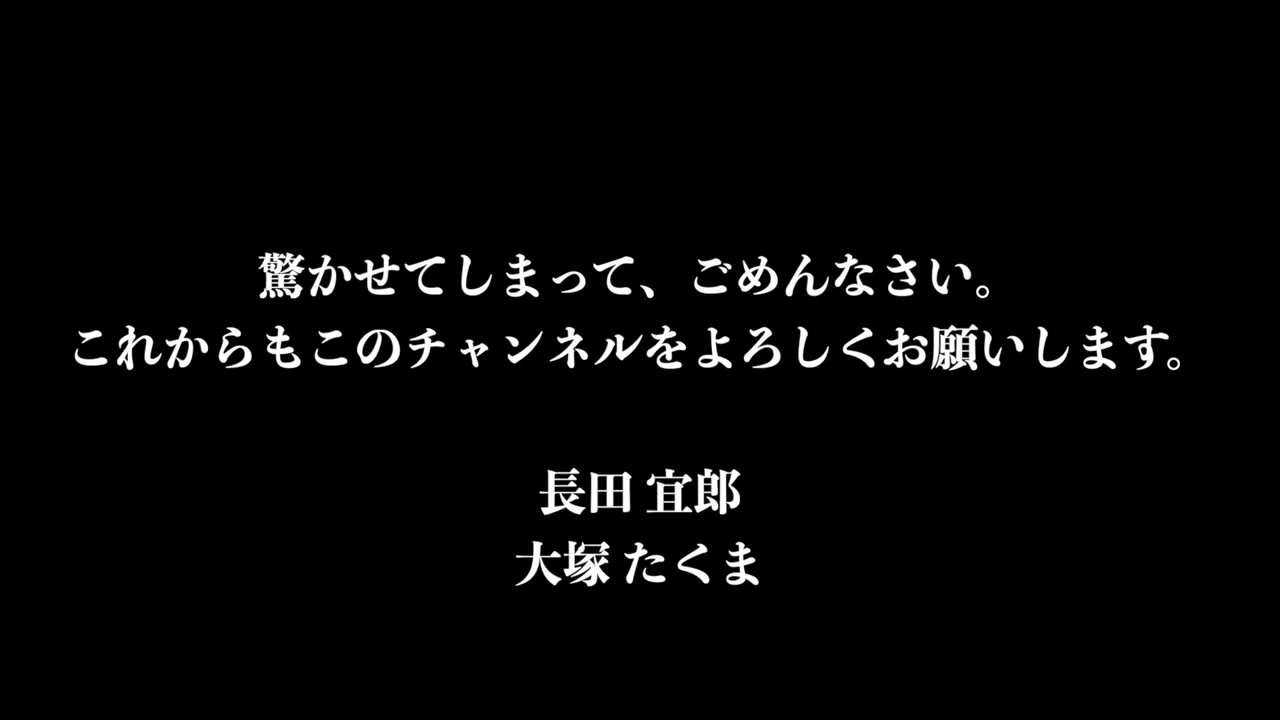 驚かせてしまって、ごめんなさい。
これからもこのチャンネルをよろしくお願いします。
長田 宜郎
大塚 たくま